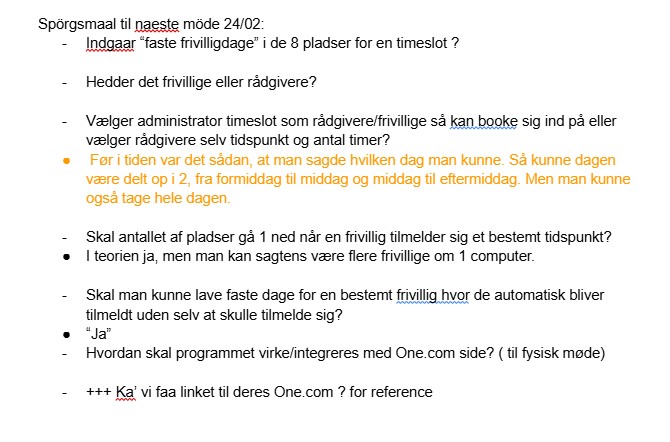 Spörgsmaal til naeste möde 24/02:
- Indgaar “faste frivilligdage” i de 8 pladser for en timeslot ?
- Hedder det frivillige eller rådgivere?
- Vælger administrator timeslot som rådgivere/frivillige så kan booke sig ind på eller
vælger rådgivere selv tidspunkt og antal timer?
● Før i tiden var det sådan, at man sagde hvilken dag man kunne. Så kunne dagen
være delt op i 2, fra formiddag til middag og middag til eftermiddag. Men man kunne
også tage hele dagen.
- Skal antallet af pladser gå 1 ned når en frivillig tilmelder sig et bestemt tidspunkt?
● I teorien ja, men man kan sagtens være flere frivillige om 1 computer.
- Skal man kunne lave faste dage for en bestemt frivillig hvor de automatisk bliver
tilmeldt uden selv at skulle tilmelde sig?
● “Ja”
- Hvordan skal programmet virke/integreres med One.com side? ( til fysisk møde)
- +++ Ka’ vi faa linket til deres One.com ? for reference